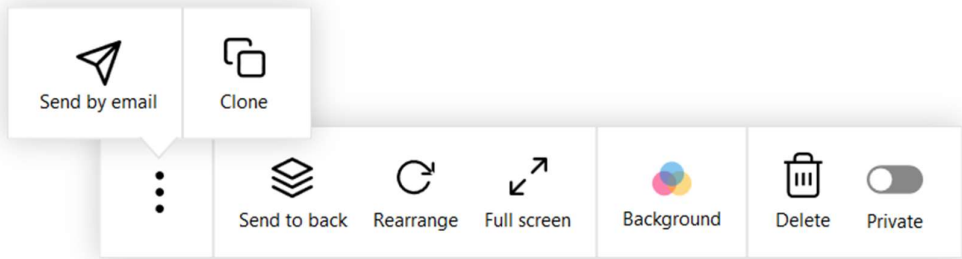 Send by email
Clone
Send to back
Rearrange
Full screen
Background
Delete
Private